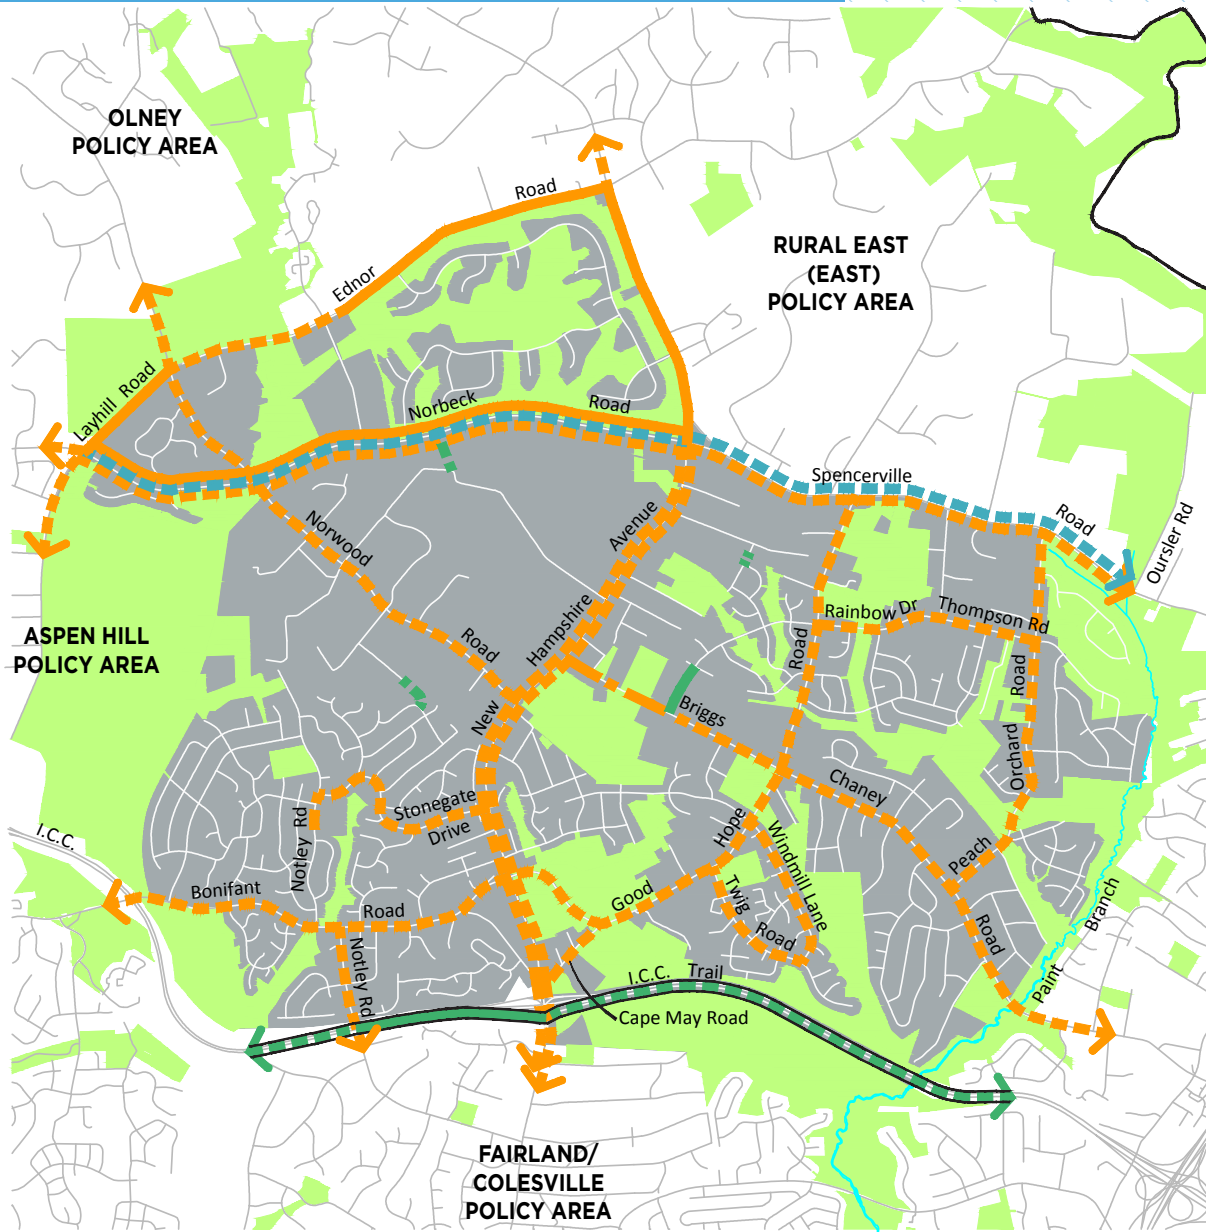 OLNEY
POLICY AREA
Road
RURAL EAST
(EAST)
POLICY AREA
Ednor
Layhill Road
Norbeck
Road
Spencerville
Road
Oursler Rd
Avenue
Norwood
Rainbow Dr
Thompson Rd
Hampshire
ASPEN HILL
POLICY AREA
Road
Road
Road
New
Briggs
Orchard
Chaney
Stonegate
Drive
Notley Rd
Hope
Windmill Lane
I.C.C.
Peach
Bonifant
Road
Good
Twig
Road
Road
Branch
Notley Rd
I.C.C. Trail
Paint
Cape May Road
FAIRLAND/
COLESVILLE
POLICY AREA